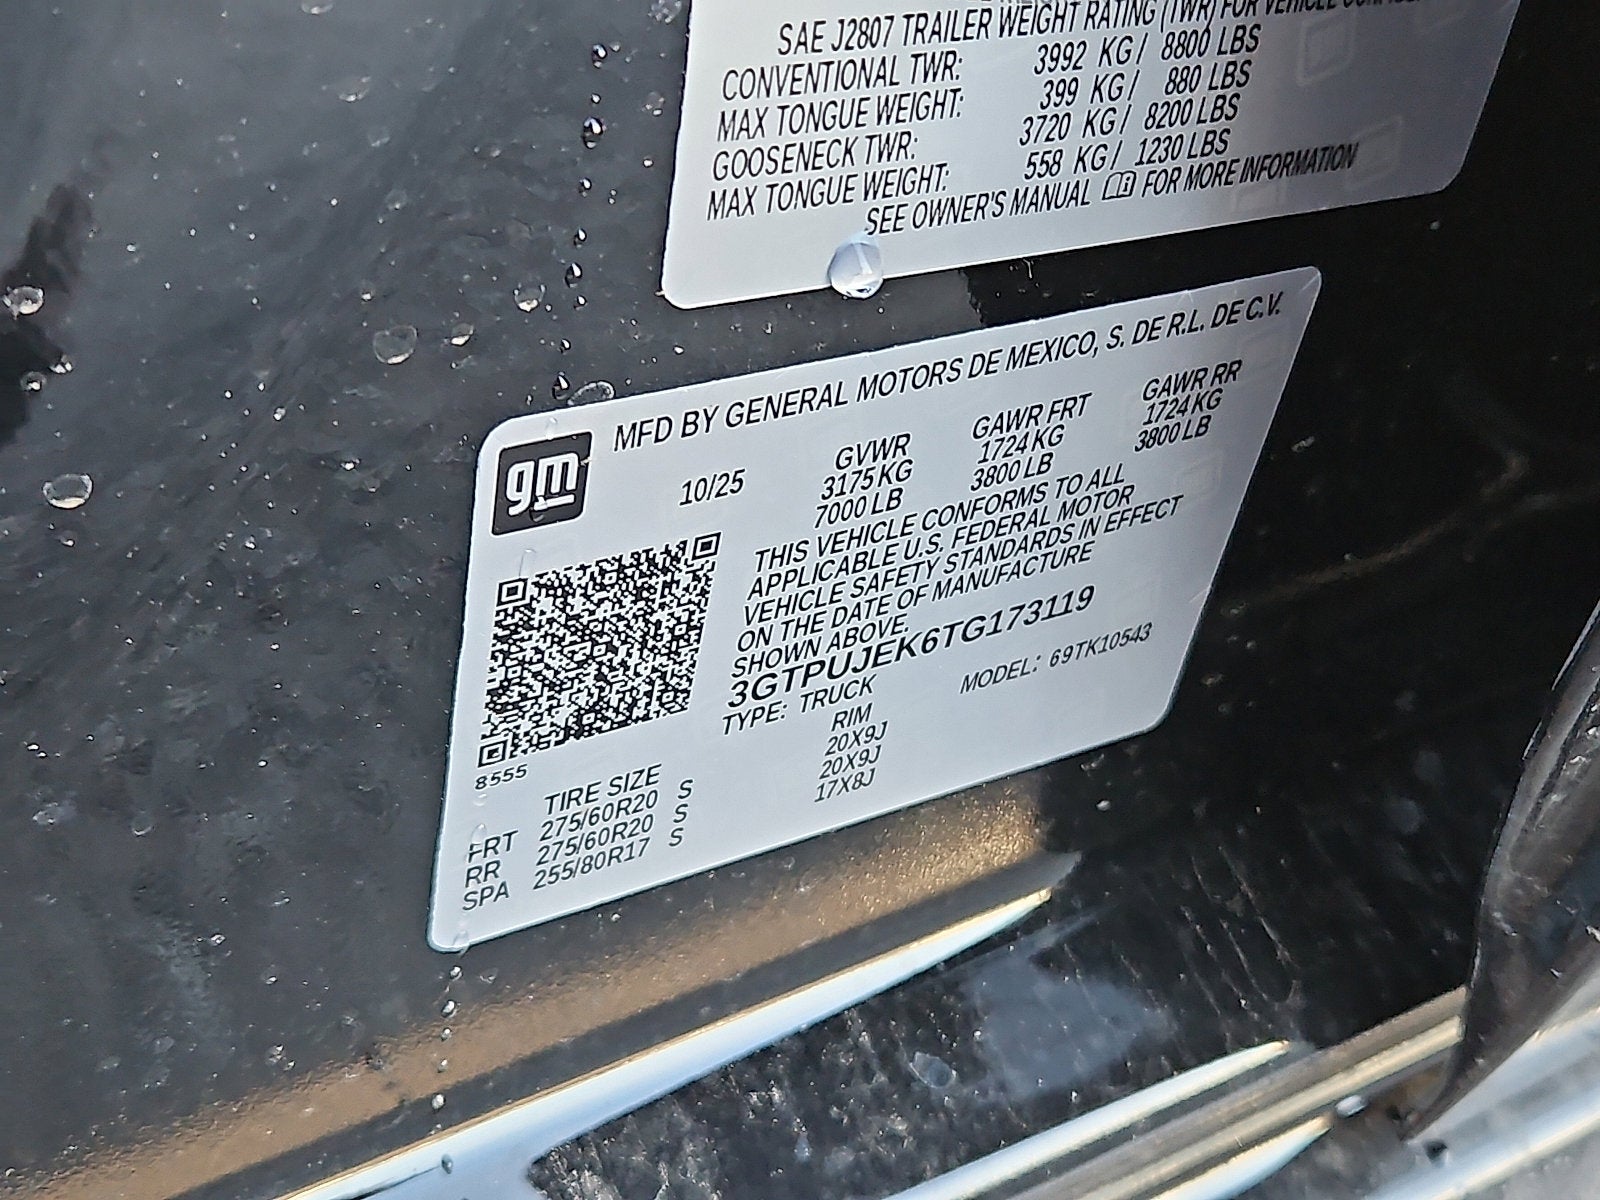 SAE J2807 TRAILER WEIGHT RATING (TWR) FOR VEHICLE
CONVENTIONAL TWR: 3992 KG / 8800 LBS
MAX TONGUE WEIGHT: 399 KG / 880 LBS
GOOSENECK TWR: 3720 KG / 8200 LBS
MAX TONGUE WEIGHT: 558 KG / 1230 LBS
SEE OWNER'S MANUAL FOR MORE INFORMATION
gm
MFD BY GENERAL MOTORS DE MEXICO, S. DE R.L. DE C.V.
10/25 GVWR GAWR FRT GAWR RR
3175 KG 1724 KG 1724 KG
7000 LB 3800 LB 3800 LB
THIS VEHICLE CONFORMS TO ALL
APPLICABLE U.S. FEDERAL MOTOR
VEHICLE SAFETY STANDARDS IN EFFECT
ON THE DATE OF MANUFACTURE
SHOWN ABOVE.
3GTPUJEK6TG173119
TYPE: TRUCK MODEL: 69TK10543
8555
TIRE SIZE RIM
FRT 275/60R20 S 20X9J
RR 275/60R20 S 20X9J
SPA 255/80R17 S 17X8J